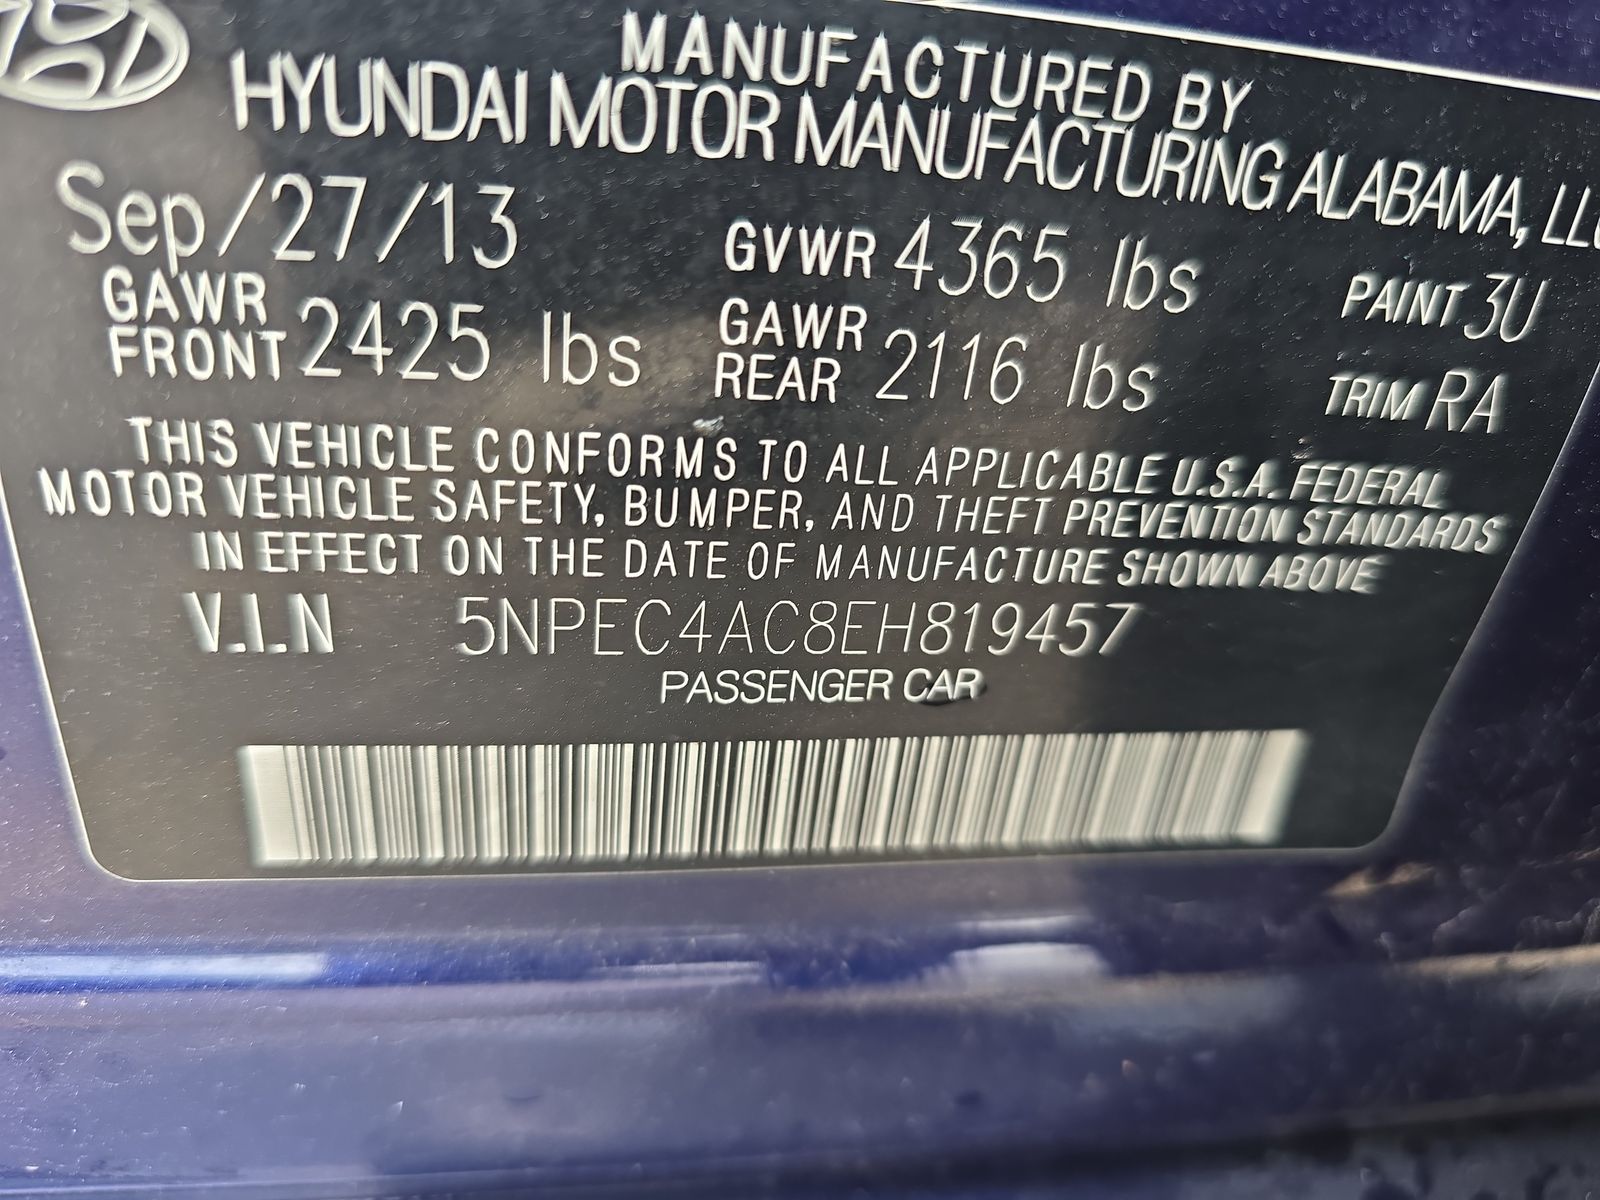 MANUFACTURED BY
HYUNDAI MOTOR MANUFACTURING ALABAMA, LLC
Sep/27/13 GVWR 4365 lbs PAINT 3U
GAWR FRONT 2425 lbs GAWR REAR 2116 lbs TRIM RA
THIS VEHICLE CONFORMS TO ALL APPLICABLE U.S.A. FEDERAL
MOTOR VEHICLE SAFETY, BUMPER, AND THEFT PREVENTION STANDARDS
IN EFFECT ON THE DATE OF MANUFACTURE SHOWN ABOVE
V.I.N 5NPEC4AC8EH819457
PASSENGER CAR